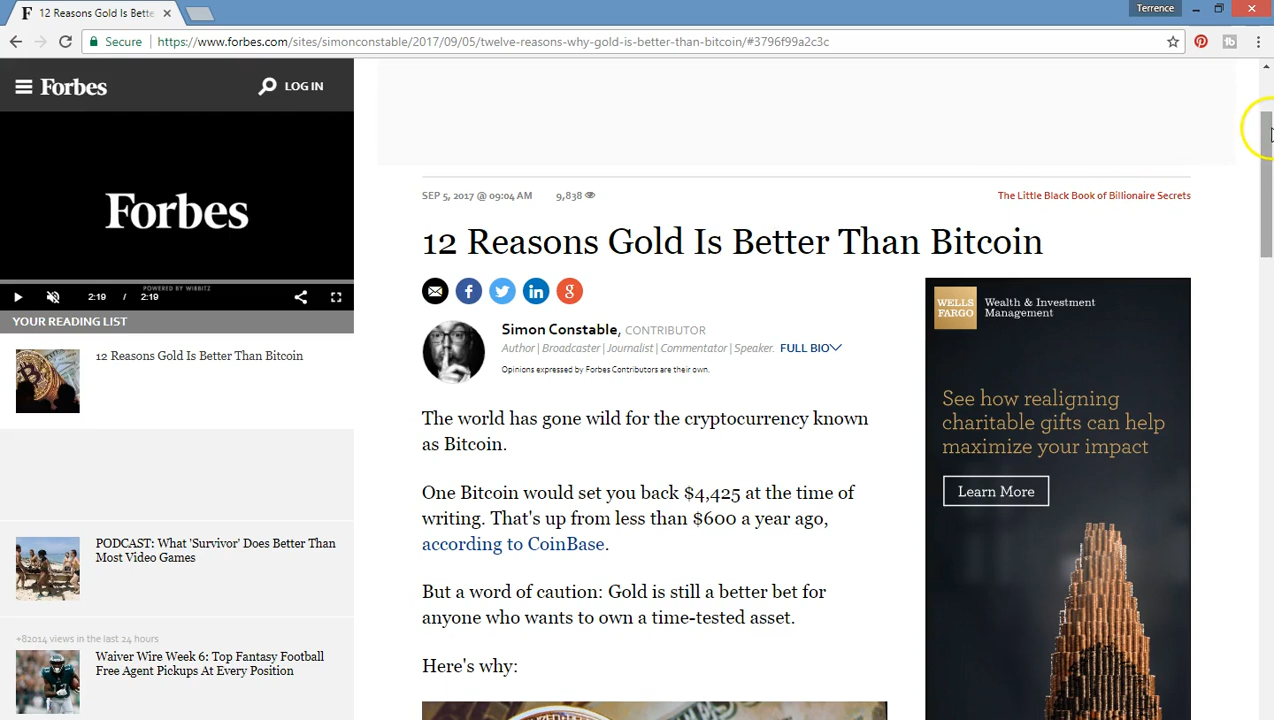 12 Reasons Gold Is Bette
Terrence
Secure
https://www.forbes.com/sites/simonconstable/2017/09/05/twelve-reasons-why-gold-is-better-than-bitcoin/#3796f99a2c3c
Forbes
LOG IN
Forbes
POWERED BY WIBBITZ
2:19 / 2:19
YOUR READING LIST
12 Reasons Gold Is Better Than Bitcoin
PODCAST: What 'Survivor' Does Better Than
Most Video Games
+82014 views in the last 24 hours
Waiver Wire Week 6: Top Fantasy Football
Free Agent Pickups At Every Position
SEP 5, 2017 @ 09:04 AM 9,838
The Little Black Book of Billionaire Secrets
12 Reasons Gold Is Better Than Bitcoin
Simon Constable, CONTRIBUTOR
Author | Broadcaster | Journalist | Commentator | Speaker. FULL BIO
Opinions expressed by Forbes Contributors are their own.
The world has gone wild for the cryptocurrency known
as Bitcoin.
One Bitcoin would set you back $4,425 at the time of
writing. That's up from less than $600 a year ago,
according to CoinBase.
But a word of caution: Gold is still a better bet for
anyone who wants to own a time-tested asset.
Here's why:
WELLS
FARGO
Wealth & Investment
Management
See how realigning
charitable gifts can help
maximize your impact
Learn More